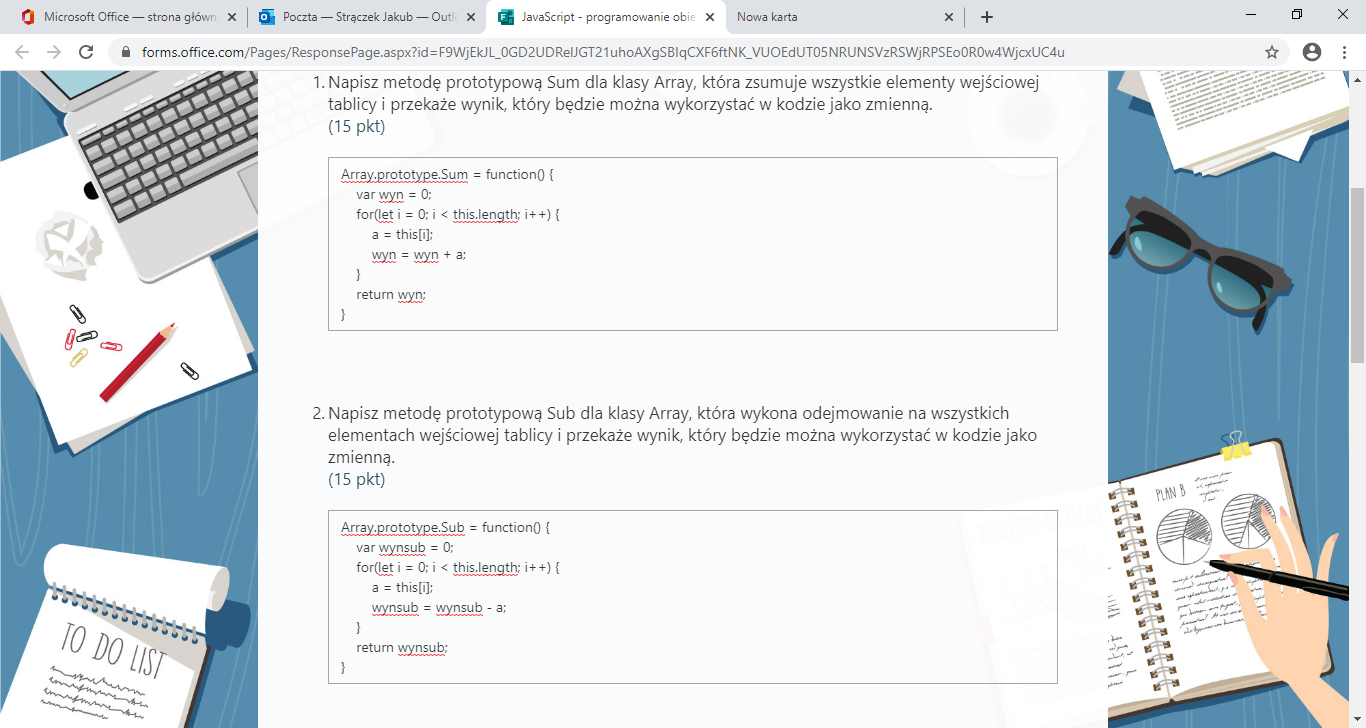 Microsoft Office — strona główn
Poczta — Strączek Jakub — Outlo
JavaScript - programowanie obie
Nowa karta
forms.office.com/Pages/ResponsePage.aspx?id=F9WjEkJL_0GD2UDRelJGT21uhoAXgSBIqCXF6ftNK_VUOEdUT05NRUNSVzRSWjRPSEo0R0w4WjcxUC4u
1. Napisz metodę prototypową Sum dla klasy Array, która zsumuje wszystkie elementy wejściowej
tablicy i przekaże wynik, który będzie można wykorzystać w kodzie jako zmienną.
(15 pkt)
Array.prototype.Sum = function() {
var wyn = 0;
for(let i = 0; i < this.length; i++) {
a = this[i];
wyn = wyn + a;
}
return wyn;
}
2. Napisz metodę prototypową Sub dla klasy Array, która wykona odejmowanie na wszystkich
elementach wejściowej tablicy i przekaże wynik, który będzie można wykorzystać w kodzie jako
zmienną.
(15 pkt)
Array.prototype.Sub = function() {
var wynsub = 0;
for(let i = 0; i < this.length; i++) {
a = this[i];
wynsub = wynsub - a;
}
return wynsub;
}
TO DO LIST
PLAN B